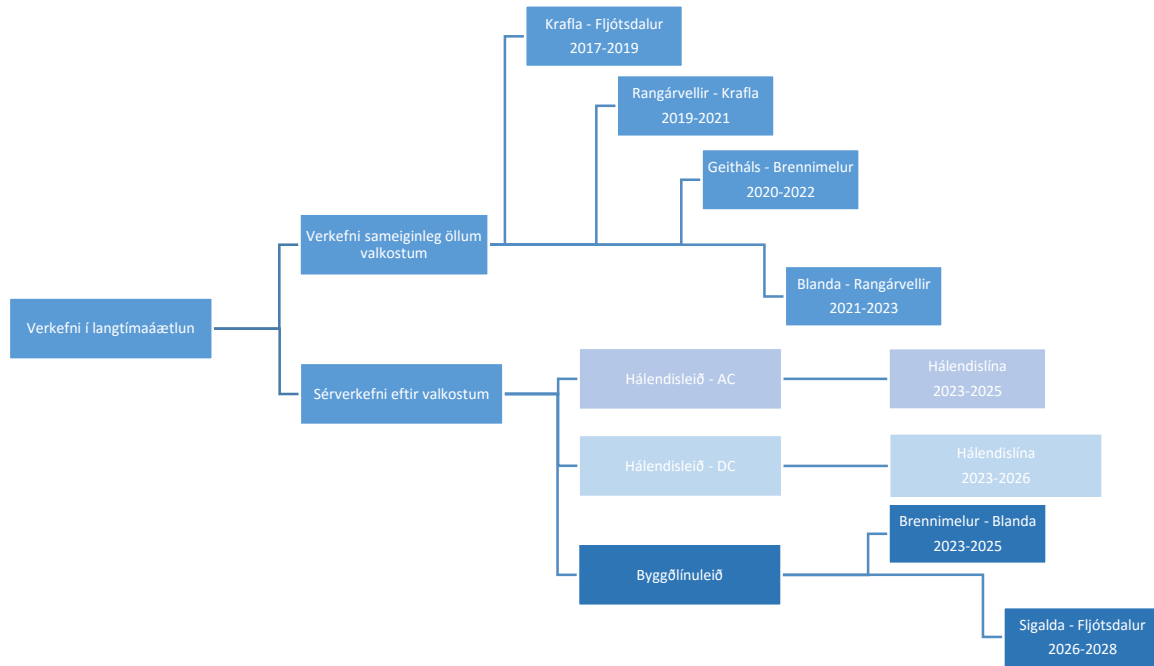 Krafla - Fljótsdalur
2017-2019
Rangárvellir - Krafla
2019-2021
Geitháls - Brennimelur
2020-2022
Verkefni sameiginleg öllum
valkostum
Blanda - Rangárvellir
2021-2023
Verkefni í langtímaáætlun
Sérverkefni eftir valkostum
Hálendisleið - AC
Hálendislína
2023-2025
Hálendisleið - DC
Hálendislína
2023-2026
Byggðlínuleið
Brennimelur - Blanda
2023-2025
Sigalda - Fljótsdalur
2026-2028